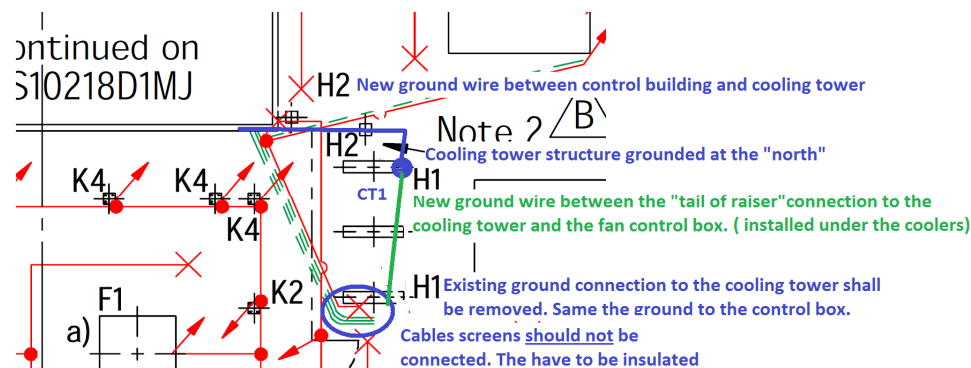 ontinued on
S10218D1MJ
H2
New ground wire between control building and cooling tower
B
Note 2
H2
Cooling tower structure grounded at the "north"
K4
K4
CT1
H1
New ground wire between the "tail of raiser"connection to the
cooling tower and the fan control box. ( installed under the coolers)
K4
K2
H1
Existing ground connection to the cooling tower shall
be removed. Same the ground to the control box.
F1
a)
Cables screens should not be
connected. The have to be insulated